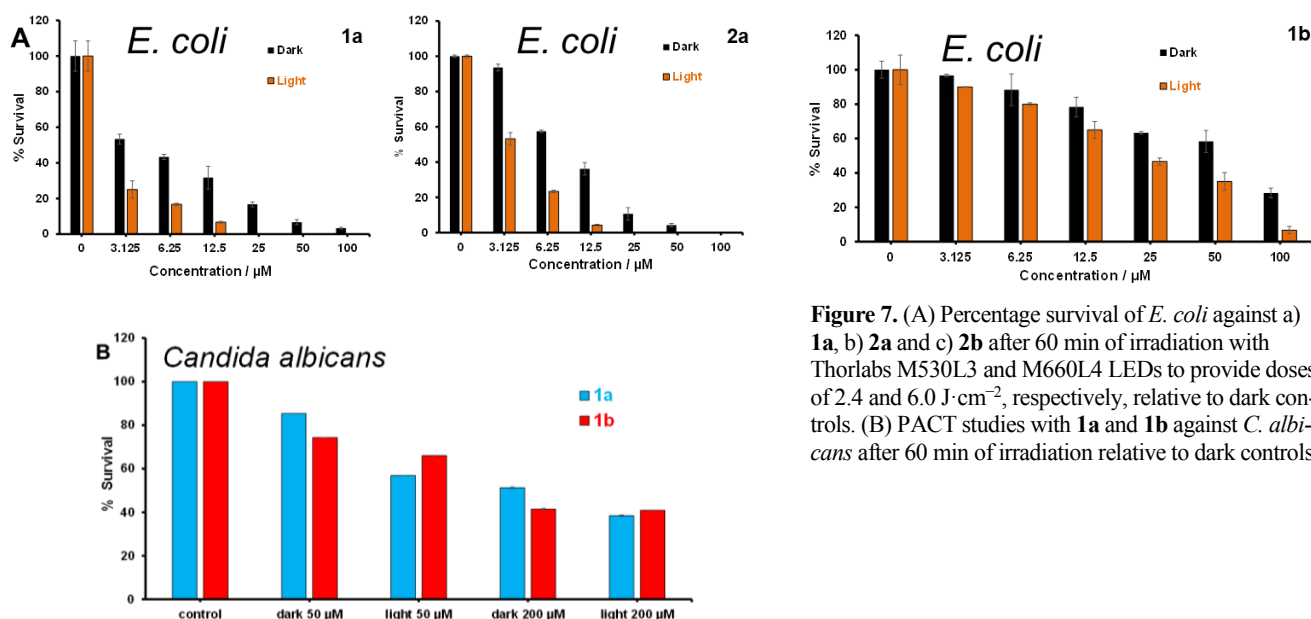 A
E. coli
1a
Dark
Light
% Survival
120
100
80
60
40
20
0
0 3.125 6.25 12.5 25 50 100
Concentration / µM
E. coli
2a
Dark
Light
% Survival
120
100
80
60
40
20
0
0 3.125 6.25 12.5 25 50 100
Concentration / µM
E. coli
1b
Dark
Light
% Survival
120
100
80
60
40
20
0
0 3.125 6.25 12.5 25 50 100
Concentration / µM
B
Candida albicans
1a
1b
% Survival
120
100
80
60
40
20
0
control dark 50 µM light 50 µM dark 200 µM light 200 µM
Figure 7. (A) Percentage survival of E. coli against a)
1a, b) 2a and c) 2b after 60 min of irradiation with
Thorlabs M530L3 and M660L4 LEDs to provide doses
of 2.4 and 6.0 J·cm⁻², respectively, relative to dark con-
trols. (B) PACT studies with 1a and 1b against C. albi-
cans after 60 min of irradiation relative to dark controls